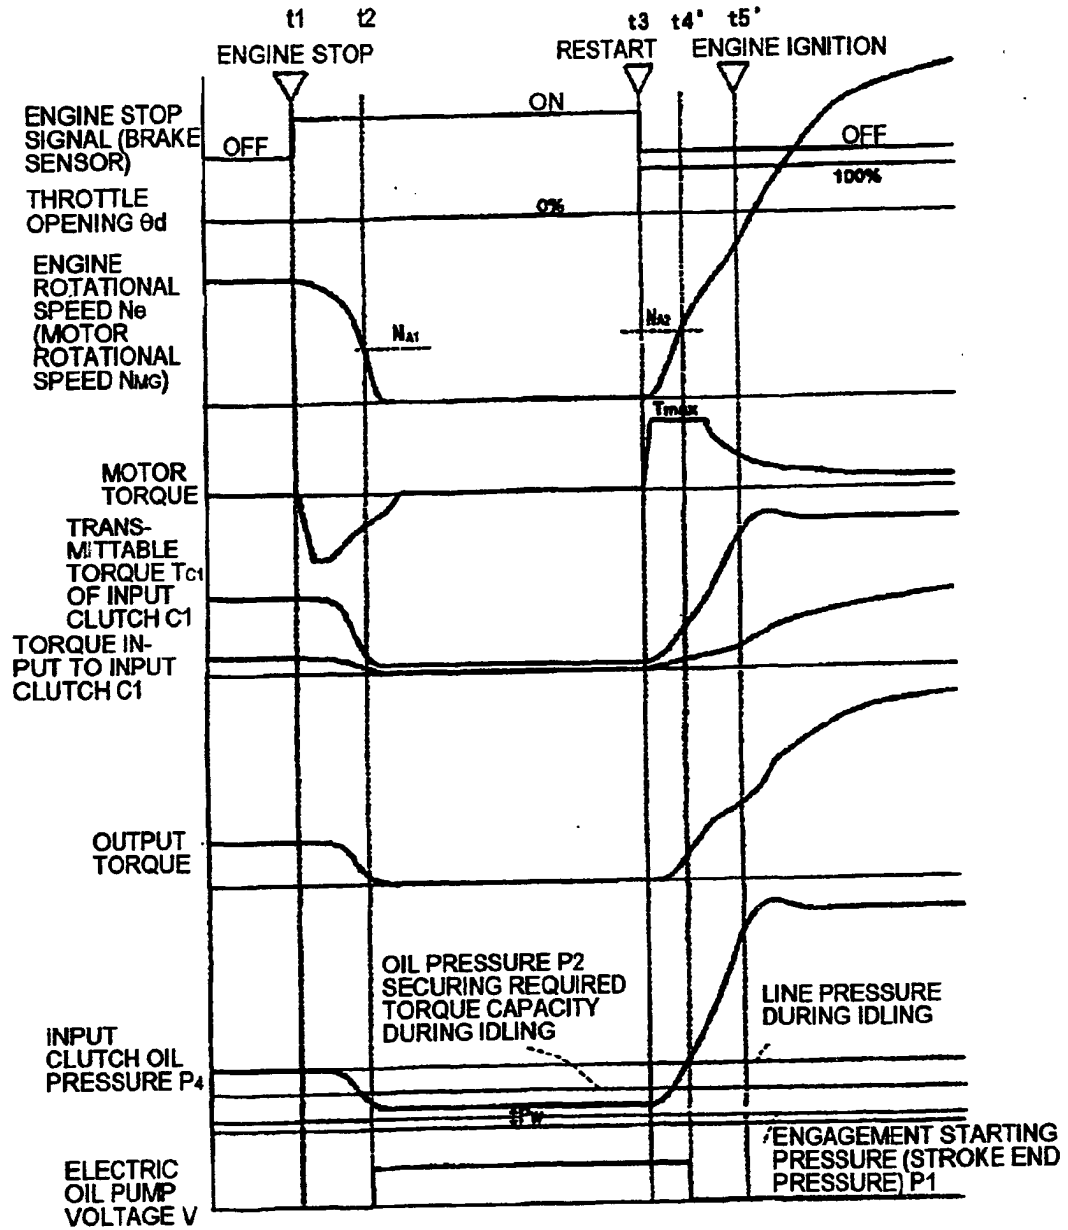 t1 t2 t3 t4' t5'
ENGINE STOP RESTART ENGINE IGNITION
ENGINE STOP
SIGNAL (BRAKE
SENSOR)
OFF
ON
OFF
100%
THROTTLE
OPENING θd
0%
ENGINE
ROTATIONAL
SPEED Ne
(MOTOR
ROTATIONAL
SPEED NMG)
NA1
NA2
Tmax
MOTOR
TORQUE
TRANS-
MITTABLE
TORQUE TC1
OF INPUT
CLUTCH C1
TORQUE IN-
PUT TO INPUT
CLUTCH C1
OUTPUT
TORQUE
OIL PRESSURE P2
SECURING REQUIRED
TORQUE CAPACITY
DURING IDLING
LINE PRESSURE
DURING IDLING
INPUT
CLUTCH OIL
PRESSURE P4
ENGAGEMENT STARTING
PRESSURE (STROKE END
PRESSURE) P1
ELECTRIC
OIL PUMP
VOLTAGE V